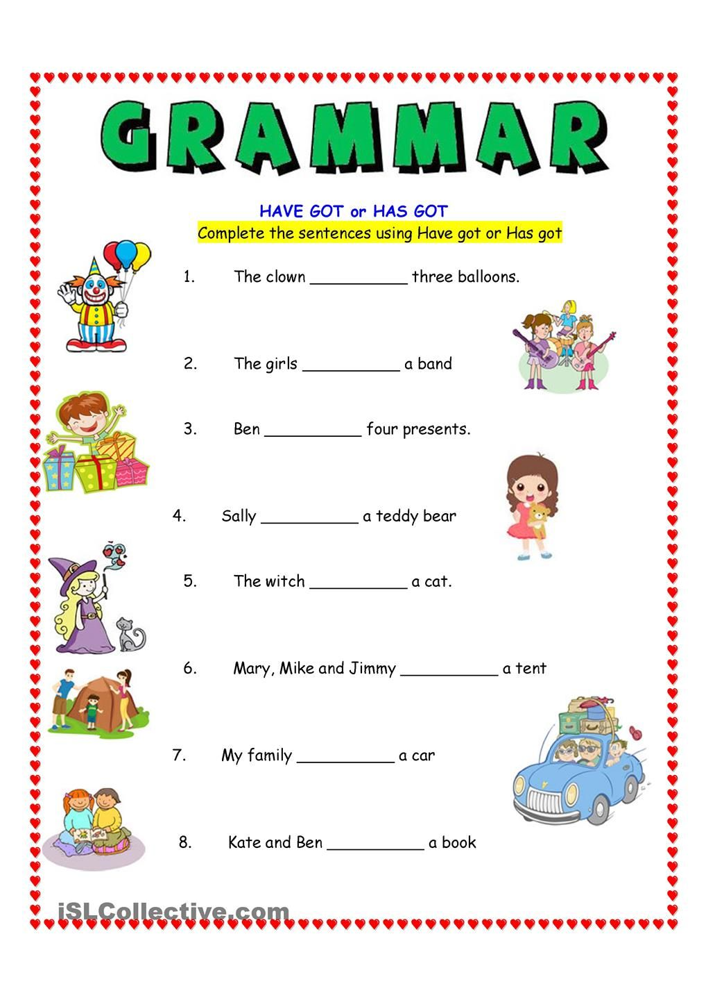 GRAMMAR
HAVE GOT or HAS GOT
Complete the sentences using Have got or Has got
1. The clown __________ three balloons.
2. The girls __________ a band
3. Ben __________ four presents.
4. Sally __________ a teddy bear
5. The witch __________ a cat.
6. Mary, Mike and Jimmy __________ a tent
7. My family __________ a car
8. Kate and Ben __________ a book
iSLCollective.com